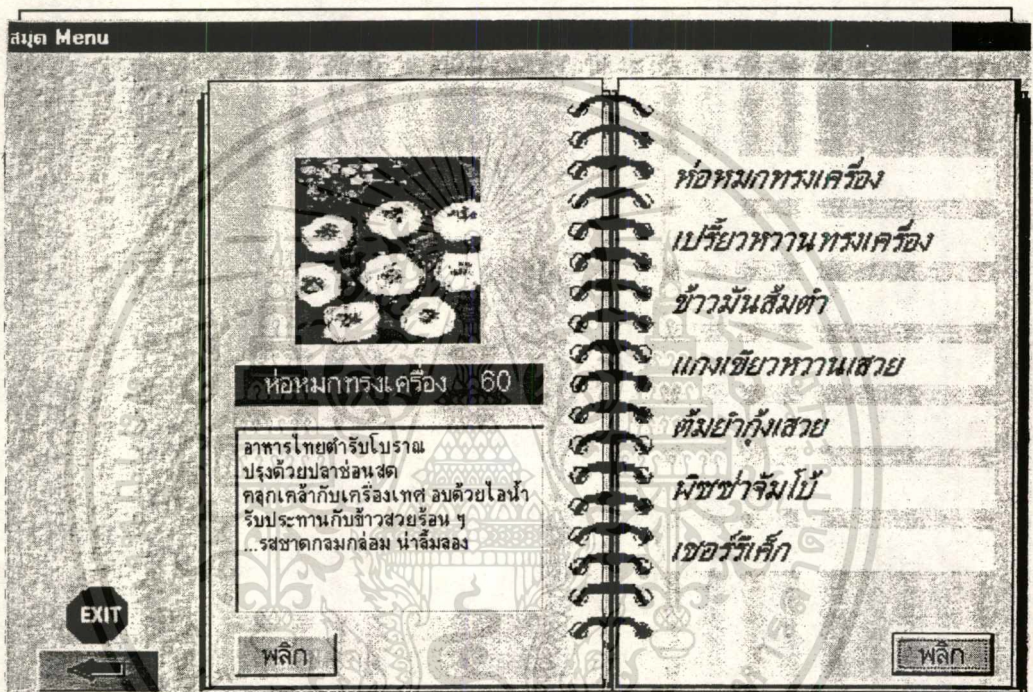 สมุด Menu
ห่อหมกทรงเครื่อง 60
อาหารไทยตำรับโบราณ
ปรุงด้วยปลาช่อนสด
คลุกเคล้ากับเครื่องเทศ อบด้วยไอน้ำ
รับประทานกับข้าวสวยร้อน ๆ
...รสชาดกลมกล่อม น่าลิ้มลอง
พลิก
EXIT
ห่อหมกทรงเครื่อง
เปรี้ยวหวานทรงเครื่อง
ข้าวมันส้มตำ
แกงเขียวหวานเสวย
ต้มยำกุ้งเสวย
พิซซ่าจัมโบ้
เชอร์รีเค็ก
พลิก